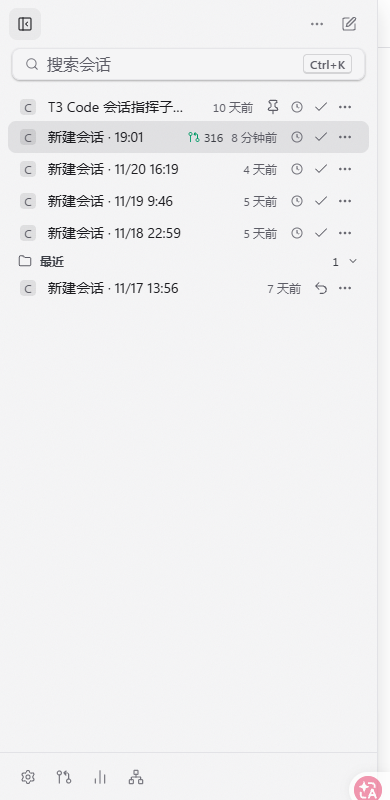 搜索会话 Ctrl+K
C T3 Code 会话指挥子... 10 天前
C 新建会话 · 19:01 316 8 分钟前
C 新建会话 · 11/20 16:19 4 天前
C 新建会话 · 11/19 9:46 5 天前
C 新建会话 · 11/18 22:59 5 天前
最近 1
C 新建会话 · 11/17 13:56 7 天前